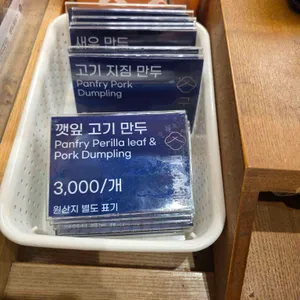 새우 만두
고기 지짐 만두
Panfry Pork
Dumpling
깻잎 고기 만두
Panfry Perilla leaf &
Pork Dumpling
3,000/개
원산지 별도 표기